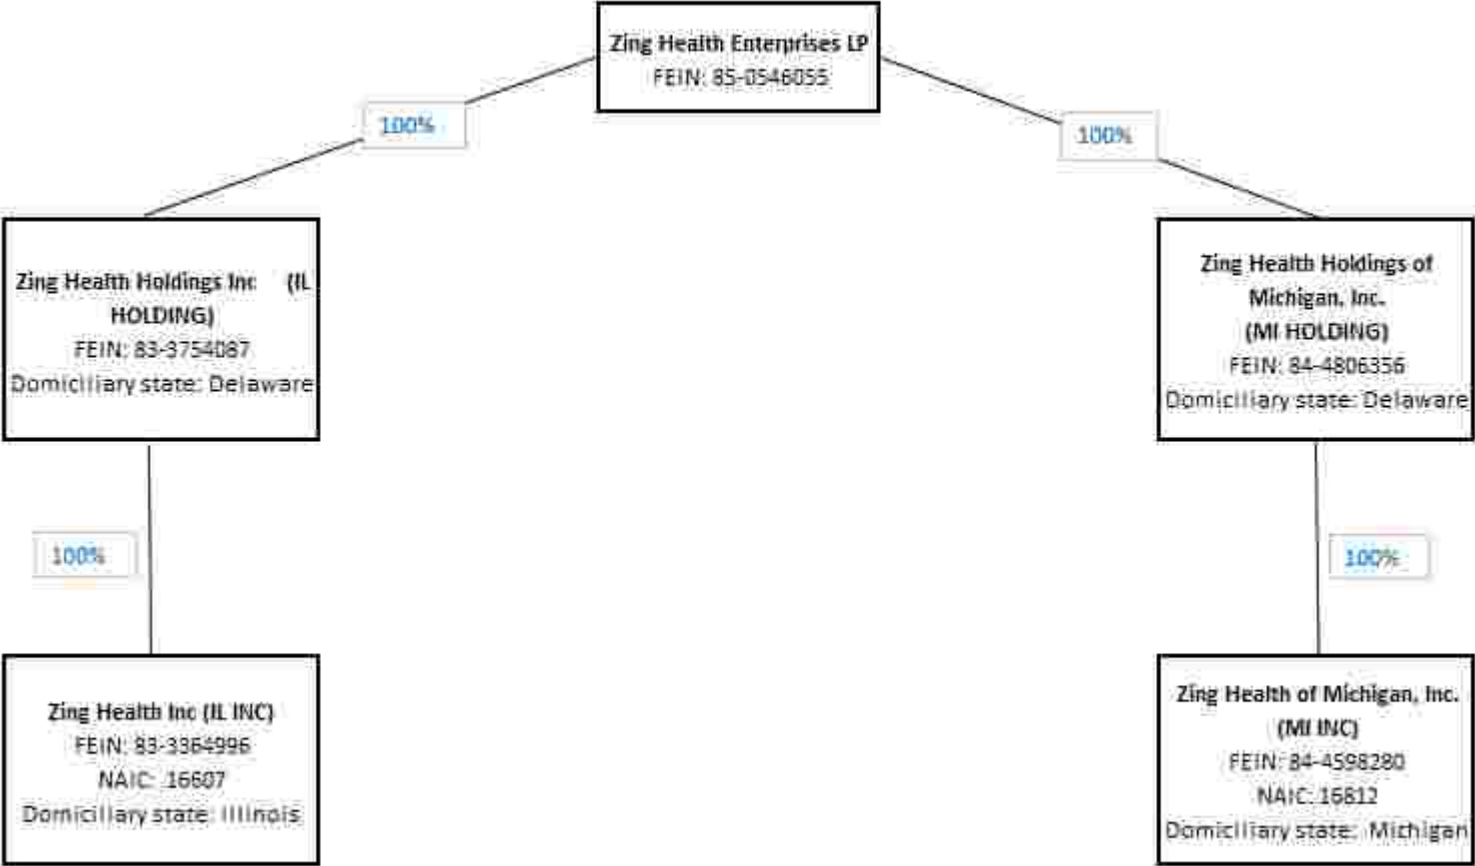 Zing Health Enterprises LP
FEIN: 85-0546055
100%
100%
Zing Health Holdings Inc (IL
HOLDING)
FEIN: 83-3754087
Domiciliary state: Delaware
Zing Health Holdings of
Michigan, Inc.
(MI HOLDING)
FEIN: 84-4806356
Domiciliary state: Delaware
100%
100%
Zing Health Inc (IL INC)
FEIN: 83-3364996
NAIC: 16607
Domiciliary state: Illinois
Zing Health of Michigan, Inc.
(MI INC)
FEIN: 84-4598280
NAIC: 16812
Domiciliary state: Michigan